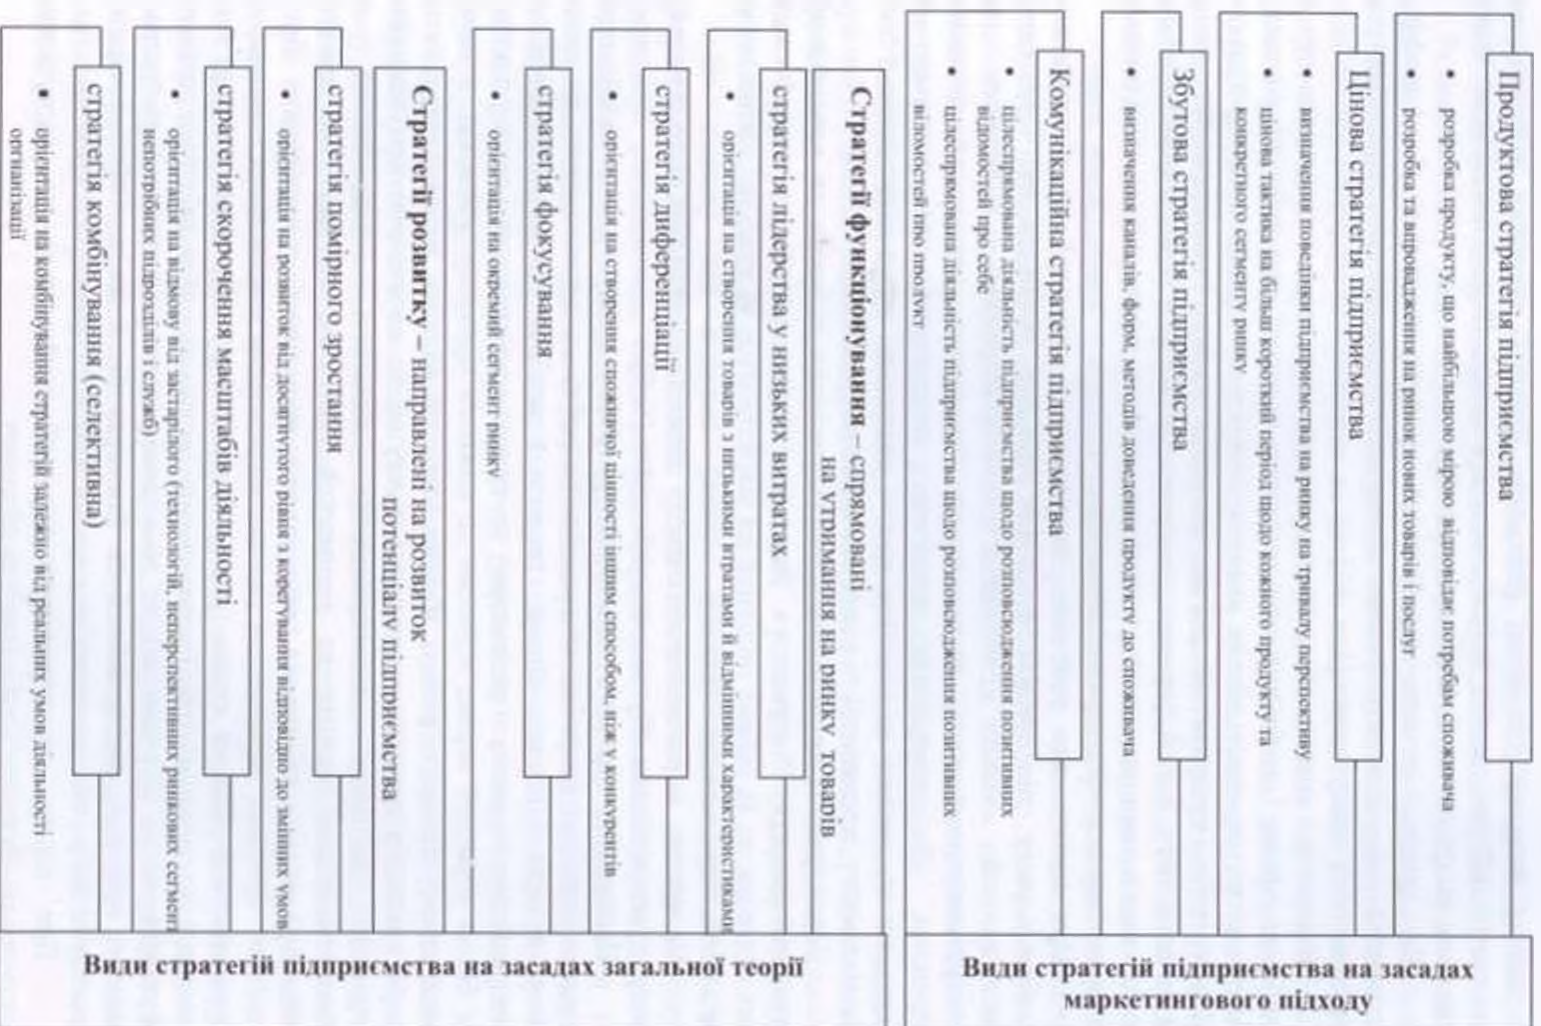 Види стратегій підприємства на засадах
маркетингового підходу
Продуктова стратегія підприємства
• розробка продукту, що найбільшою мірою відповідає потребам споживача
• розробка та впровадження на ринок нових товарів і послуг
Цінова стратегія підприємства
• визначення поведінки підприємства на ринку на тривалу перспективу
• цінова тактика на більш короткий період щодо кожного продукту та
конкретного сегменту ринку
Збутова стратегія підприємства
• визначення каналів, форм, методів доведення продукту до споживача
Комунікаційна стратегія підприємства
• цілеспрямована діяльність підприємства щодо розповсюдження позитивних
відомостей про себе
• цілеспрямована діяльність підприємства щодо розповсюдження позитивних
відомостей про продукт
Види стратегій підприємства на засадах загальної теорії
Стратегії функціонування – спрямовані
на утримання на ринку товарів
стратегія лідерства у низьких витратах
• орієнтація на створення товарів з низькими втратами й відмінними характеристиками
стратегія диференціації
• орієнтація на створення споживчої цінності іншим способом, ніж у конкурентів
стратегія фокусування
• орієнтація на окремий сегмент ринку
Стратегії розвитку – направлені на розвиток
потенціалу підприємства
стратегія помірного зростання
• орієнтація на розвиток від досягнутого рівня з корегування відповідно до змінних умов
стратегія скорочення масштабів діяльності
• орієнтація на відмову від застарілого (технологій, неперспективних ринкових сегмент
непотрібних підрозділів і служб)
стратегія комбінування (селективна)
• орієнтація на комбінування стратегій залежно від реальних умов діяльності
організації